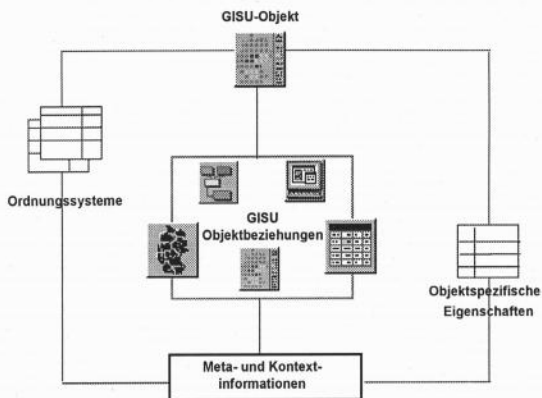 GISU-Objekt
Ordnungssysteme
GISU
Objektbeziehungen
Objektspezifische
Eigenschaften
Meta- und Kontext-
informationen